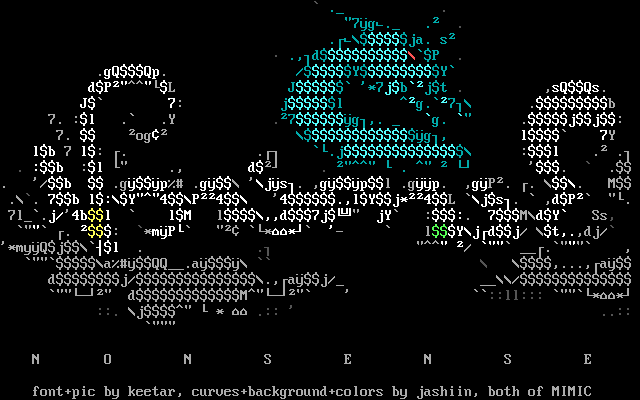 N O N S E N S E
font+pic by keetar, curves+background+colors by jashiin, both of MIMIC